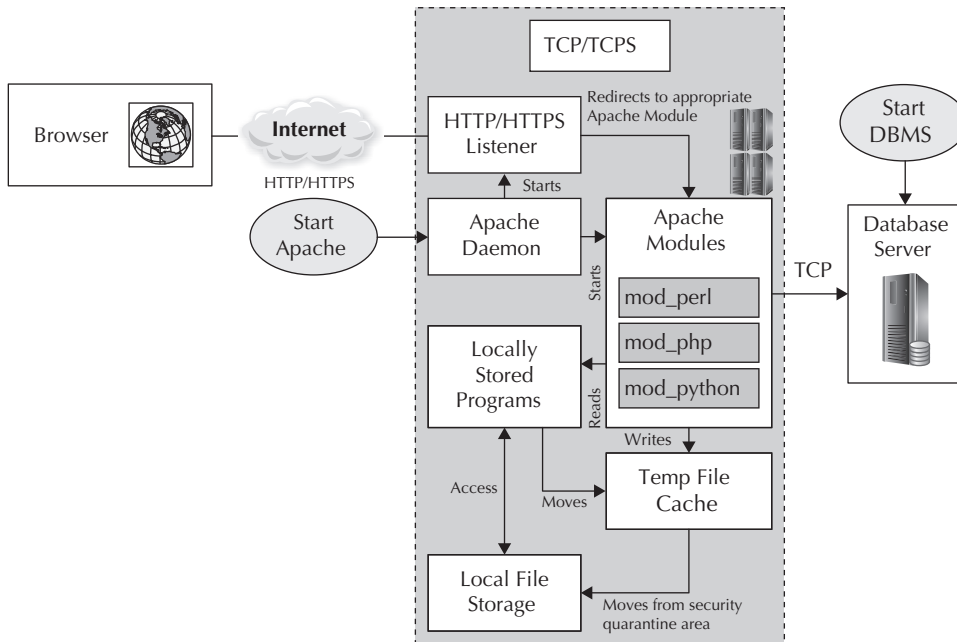 TCP/TCPS
Browser
Internet
HTTP/HTTPS
HTTP/HTTPS
Listener
Redirects to appropriate
Apache Module
Start
DBMS
Starts
Start
Apache
Apache
Daemon
Apache
Modules
Database
Server
TCP
Starts
mod_perl
mod_php
mod_python
Locally
Stored
Programs
Reads
Writes
Access
Moves
Temp File
Cache
Local File
Storage
Moves from security
quarantine area